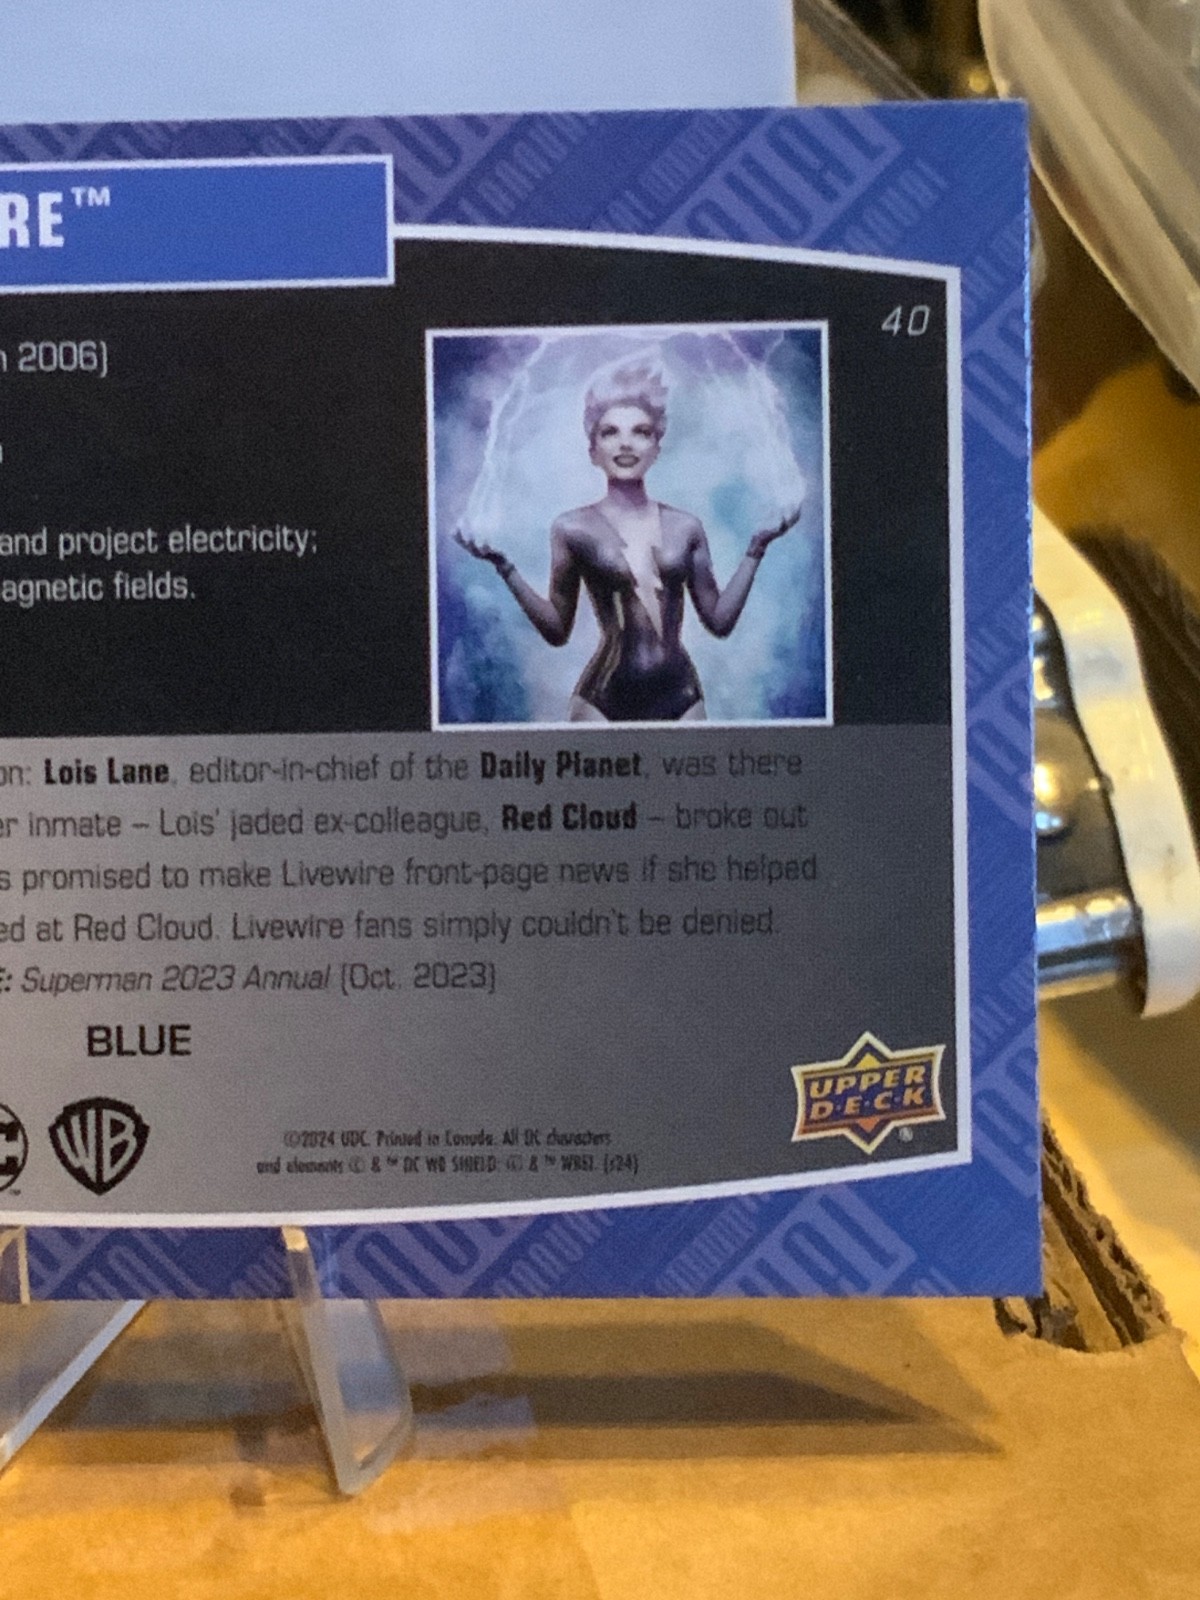 RE™
40
2006)
and project electricity;
agnetic fields.
on: Lois Lane, editor-in-chief of the Daily Planet, was there
er inmate – Lois' jaded ex-colleague, Red Cloud – broke out
s promised to make Livewire front-page news if she helped
ed at Red Cloud. Livewire fans simply couldn't be denied.
E: Superman 2023 Annual (Oct. 2023)
BLUE
WB
UPPER
D·E·C·K
®
©2024 UDC. Printed in Canada. All DC characters
and elements © & ™ DC WB SHIELD: © & ™ WBEI. (s24)